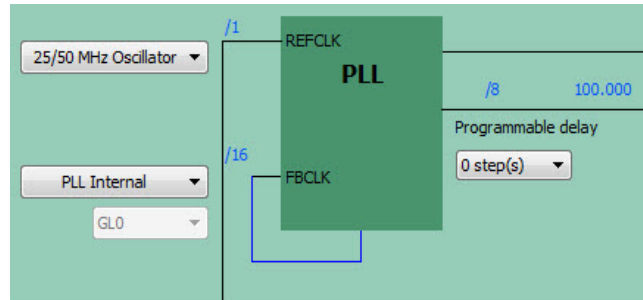 /1
REFCLK
25/50 MHz Oscillator
PLL
/8 100.000
Programmable delay
/16
0 step(s)
PLL Internal
FBCLK
GL0